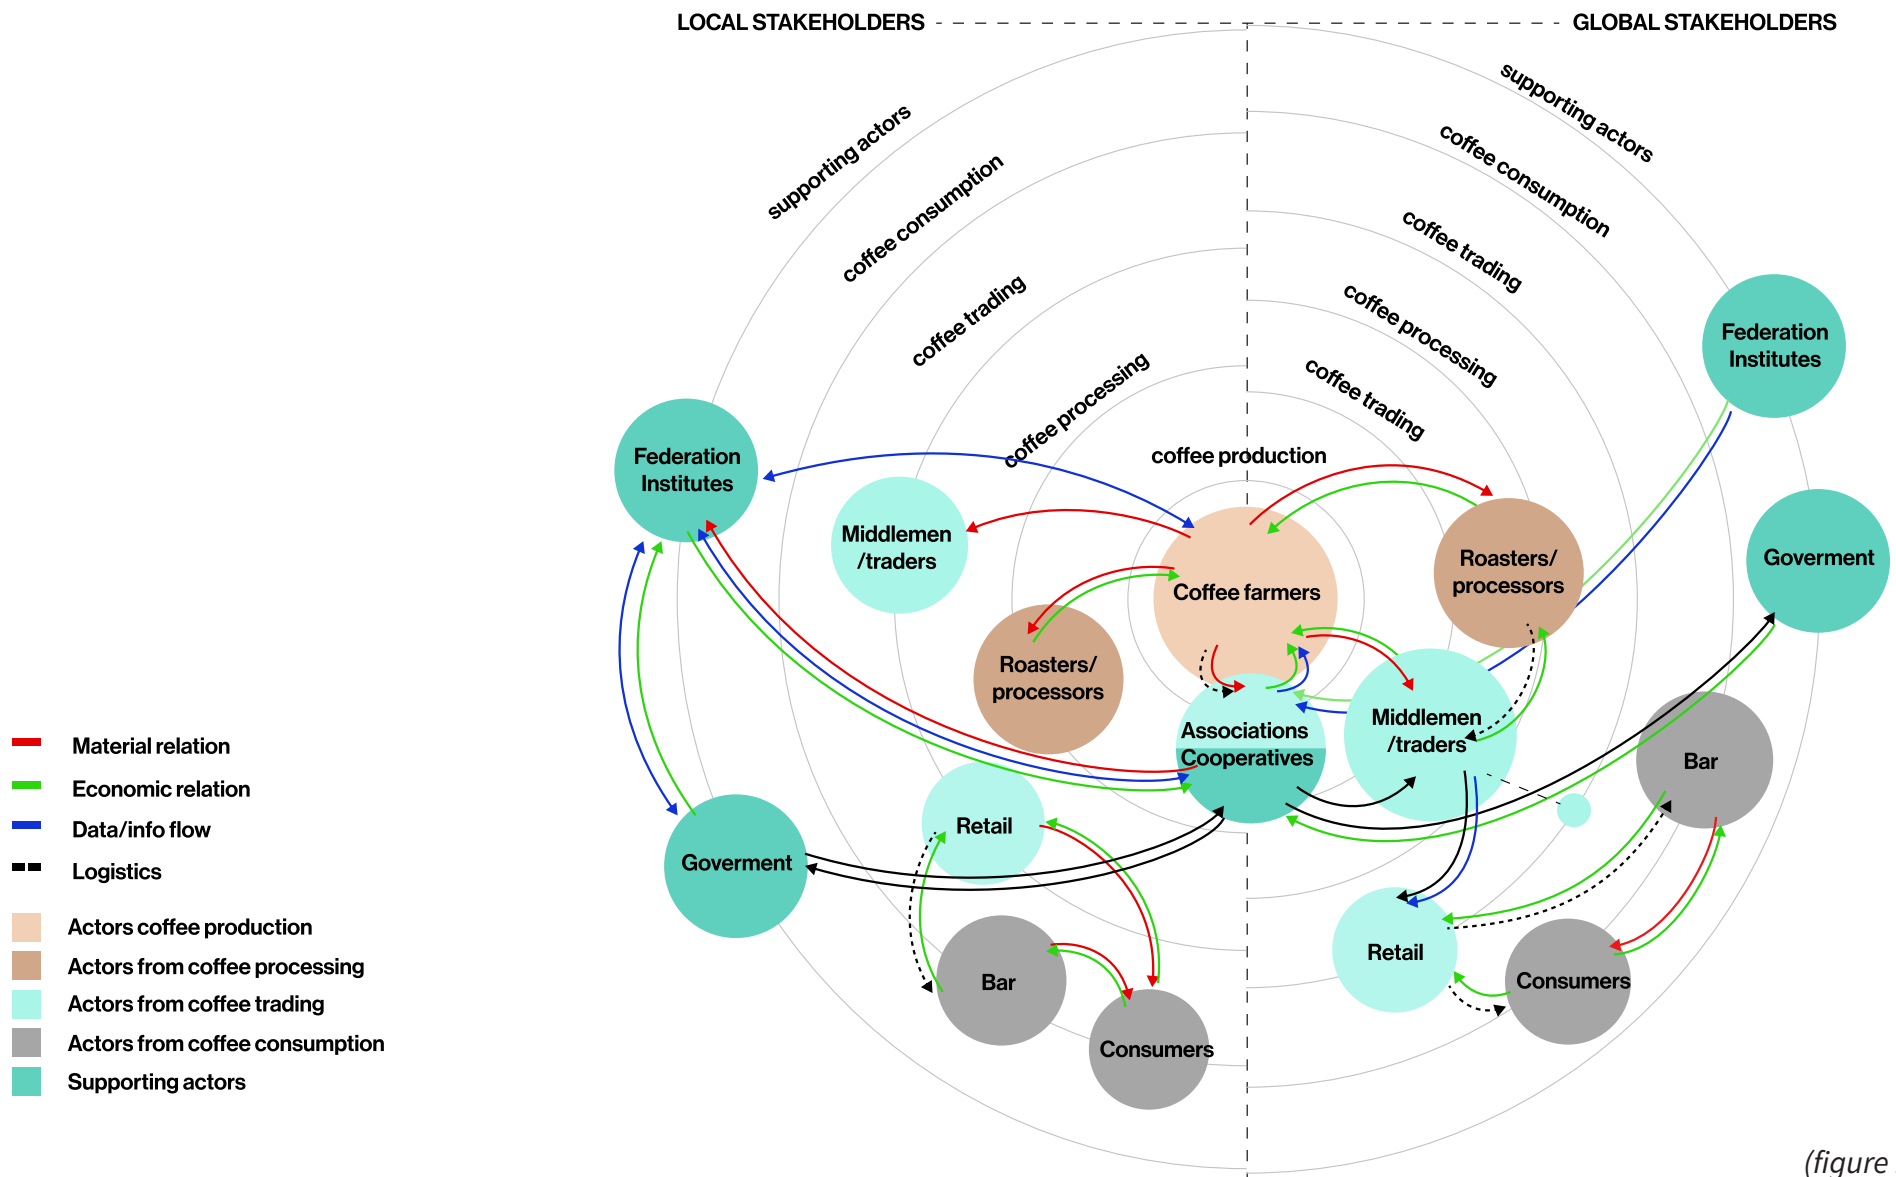 LOCAL STAKEHOLDERS
GLOBAL STAKEHOLDERS
supporting actors
coffee consumption
coffee trading
coffee processing
supporting actors
coffee consumption
coffee trading
coffee processing
coffee trading
coffee production
Federation
Institutes
Federation
Institutes
Middlemen
/traders
Coffee farmers
Roasters/
processors
Goverment
Roasters/
processors
Associations
Cooperatives
Middlemen
/traders
Bar
Retail
Goverment
Retail
Bar
Consumers
Consumers
Material relation
Economic relation
Data/info flow
Logistics
Actors coffee production
Actors from coffee processing
Actors from coffee trading
Actors from coffee consumption
Supporting actors
(figure